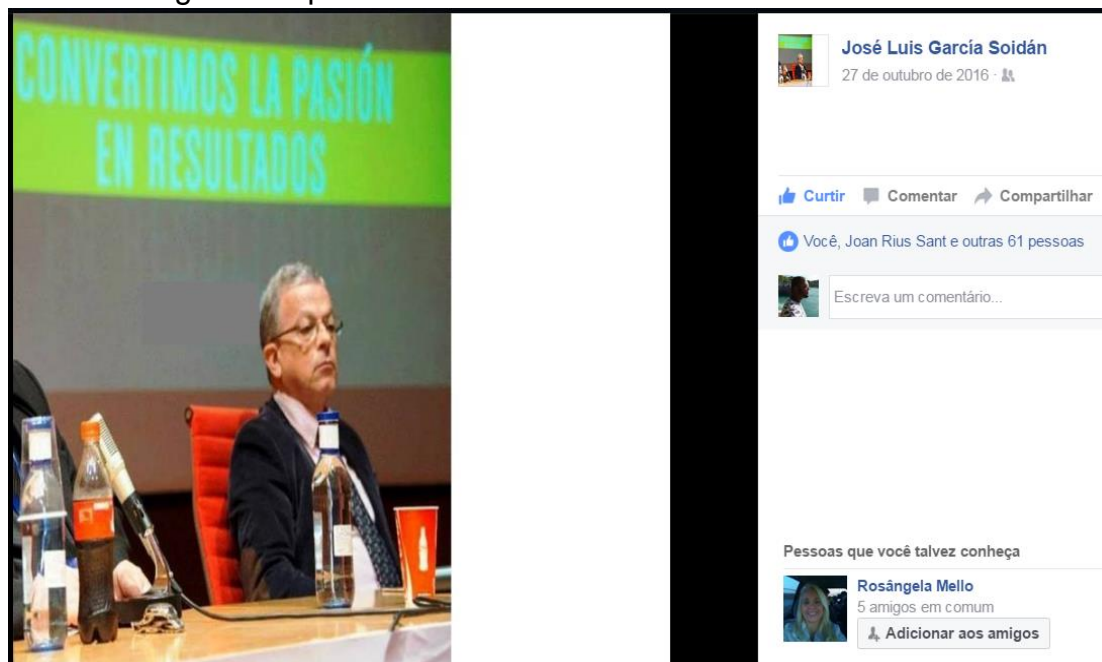 CONVERTIMOS LA PASIÓN
EN RESULTADOS
José Luis García Soidán
27 de outubro de 2016 ·
Curtir Comentar Compartilhar
Você, Joan Rius Sant e outras 61 pessoas
Escreva um comentário...
Pessoas que você talvez conheça
Rosângela Mello
5 amigos em comum
Adicionar aos amigos